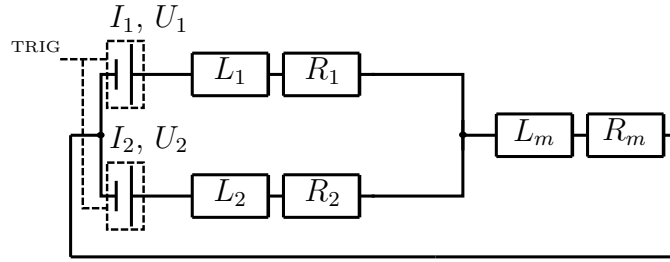 I₁, U₁
TRIG
L₁ R₁
I₂, U₂
Lₘ Rₘ
L₂ R₂